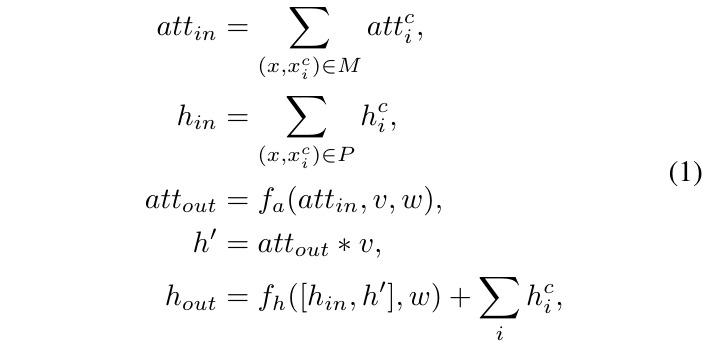 att_{in} = \sum_{(x,x_i^c) \in M} att_i^c,
h_{in} = \sum_{(x,x_i^c) \in P} h_i^c,
(1)
att_{out} = f_a(att_{in}, v, w),
h' = att_{out} * v,
h_{out} = f_h([h_{in}, h'], w) + \sum_i h_i^c,